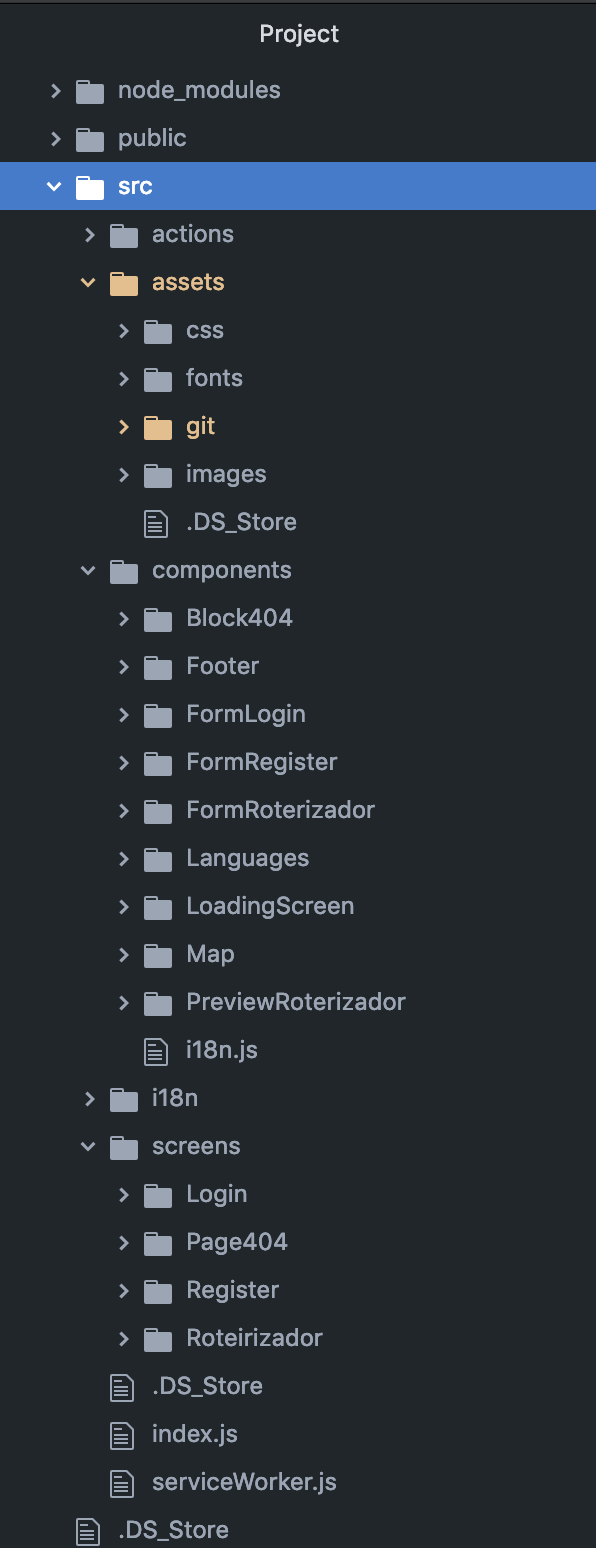 Project
node_modules
public
src
actions
assets
css
fonts
git
images
.DS_Store
components
Block404
Footer
FormLogin
FormRegister
FormRoterizador
Languages
LoadingScreen
Map
PreviewRoterizador
i18n.js
i18n
screens
Login
Page404
Register
Roteirizador
.DS_Store
index.js
serviceWorker.js
.DS_Store